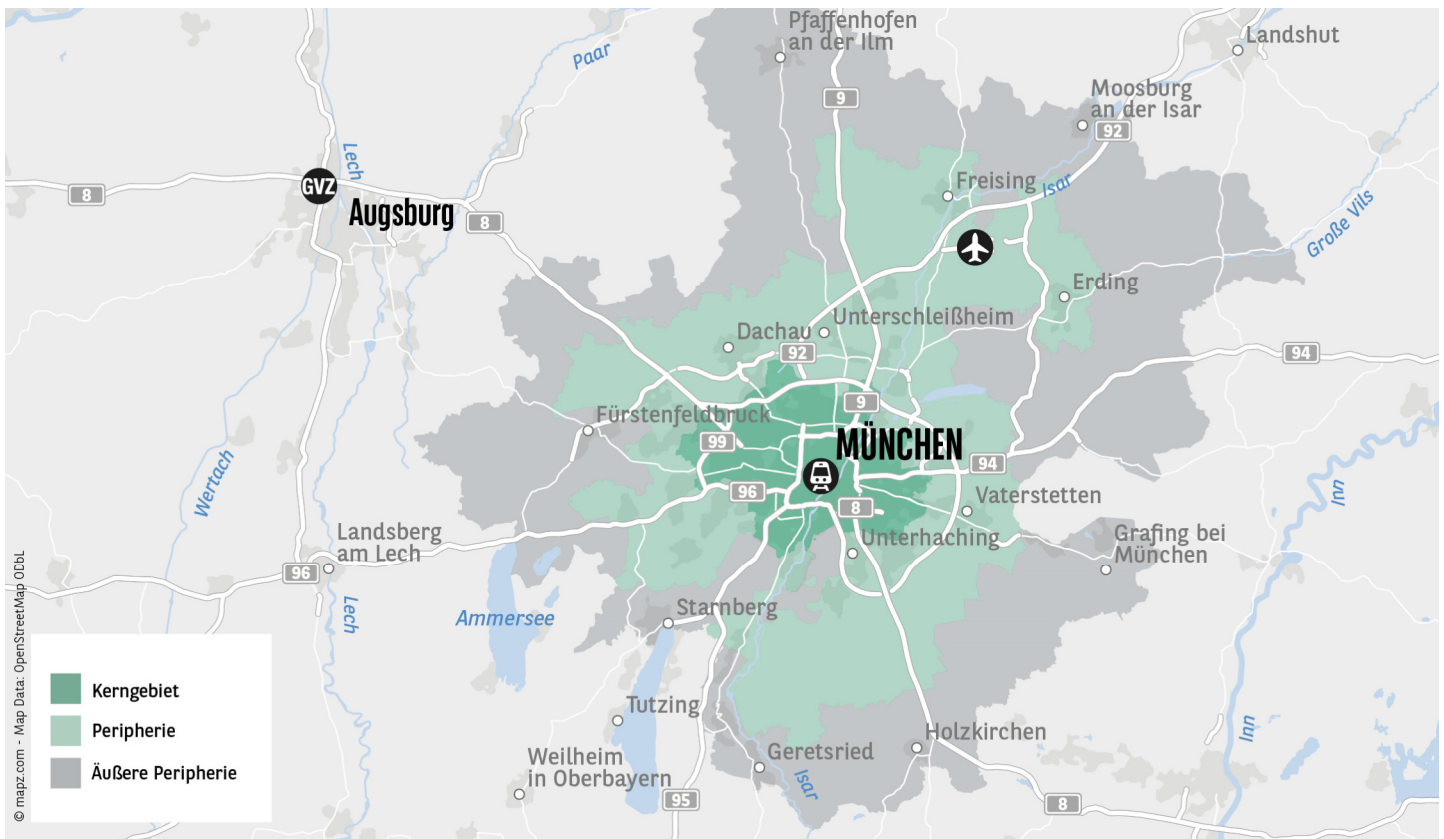 Pfaffenhofen
an der Ilm
Landshut
Paar
9
Moosburg
an der Isar
92
Lech
GVZ
8
Augsburg
8
Freising
Isar
Große Vils
Erding
Unterschleißheim
Dachau
92
94
Fürstenfeldbruck
9
99
MÜNCHEN
94
96
8
Vaterstetten
Wertach
Inn
Landsberg
am Lech
96
Unterhaching
Grafing bei
München
Lech
Ammersee
Starnberg
Kerngebiet
Peripherie
Äußere Peripherie
Tutzing
Weilheim
in Oberbayern
95
Geretsried
Isar
Holzkirchen
8
Inn
© mapz.com - Map Data: OpenStreetMap ODbL